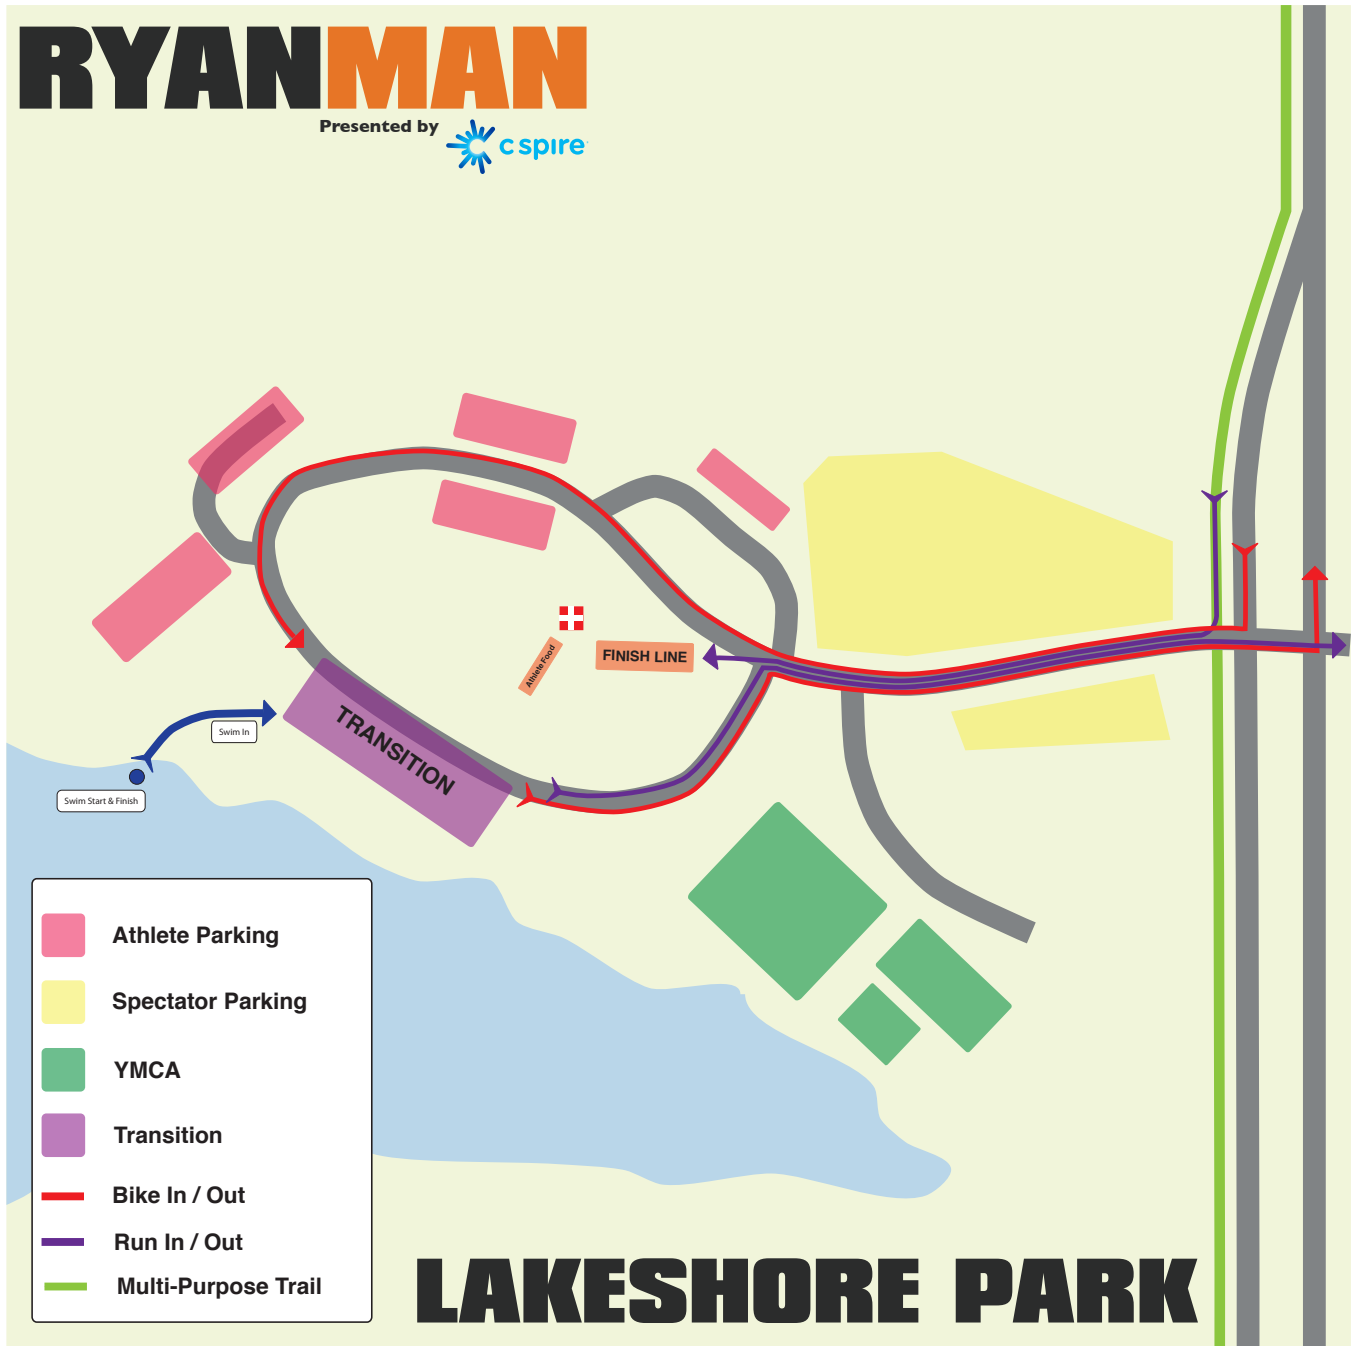 RYANMAN
Presented by
c spire
FINISH LINE
Athlete Food
TRANSITION
Swim In
Swim Start & Finish
Athlete Parking
Spectator Parking
YMCA
Transition
Bike In / Out
Run In / Out
Multi-Purpose Trail
LAKESHORE PARK